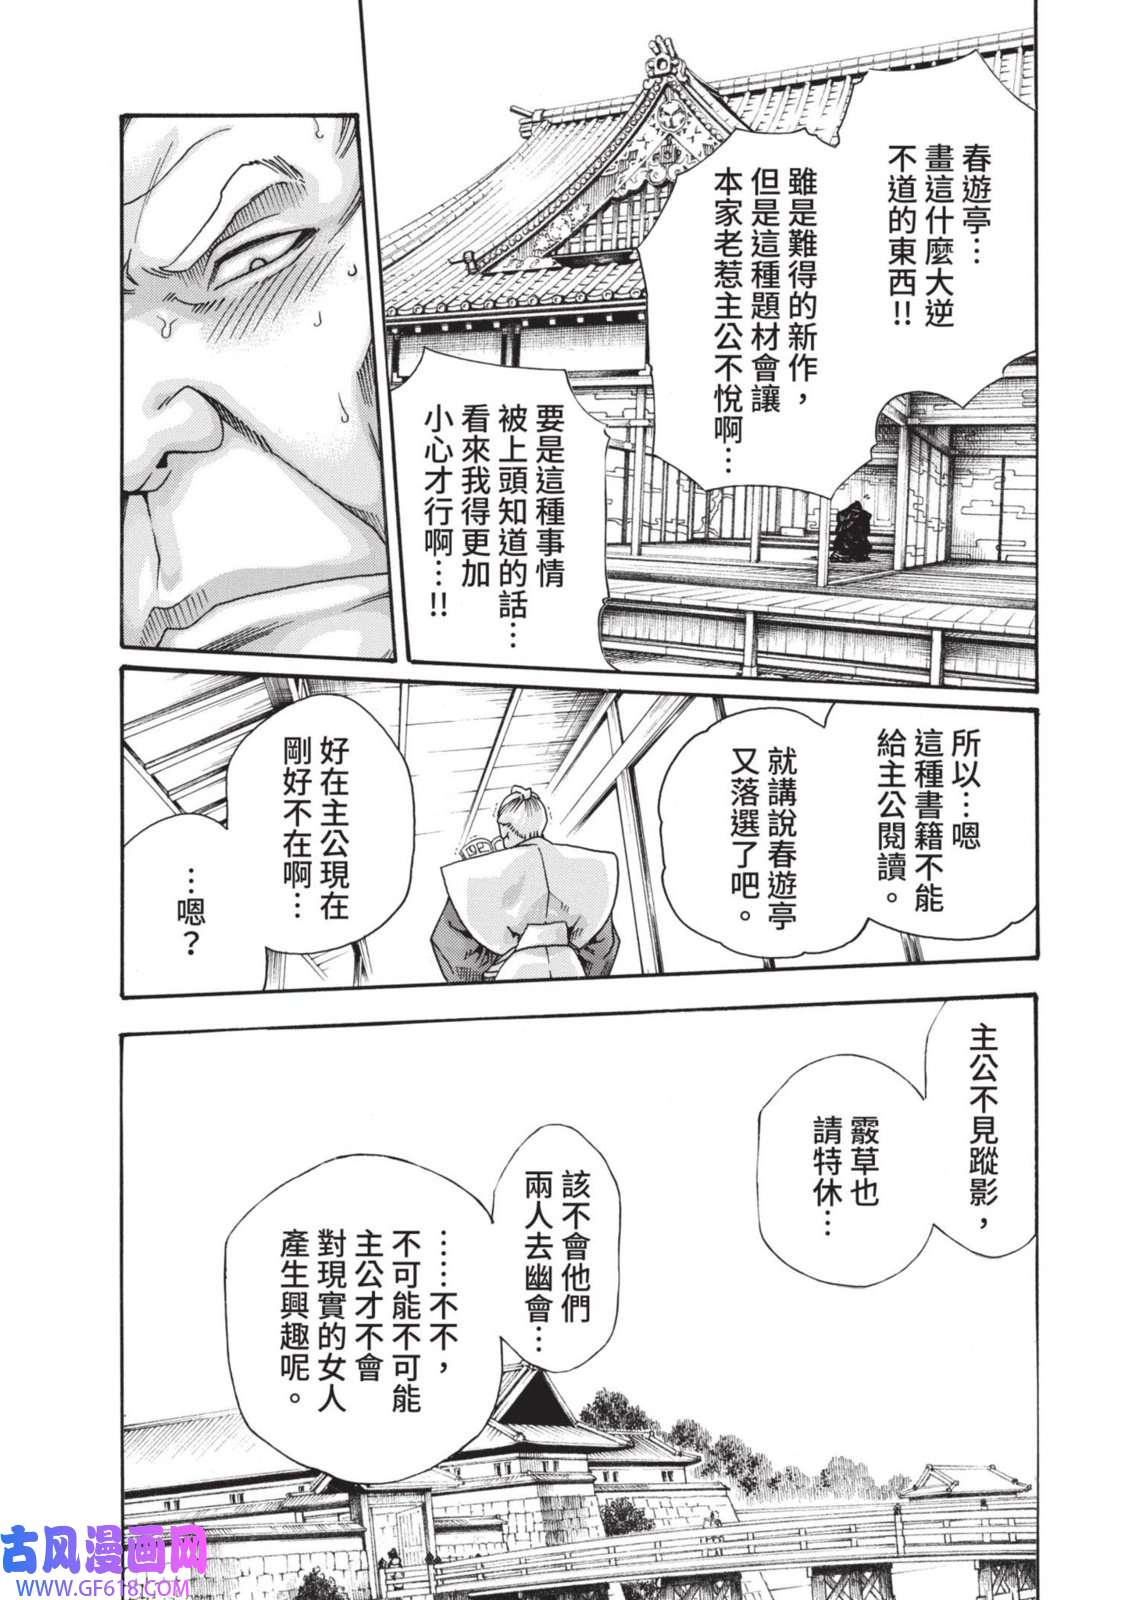 春遊亭…
畫這什麼大逆
不道的東西!!
雖是難得的新作，
但是這種題材會讓
本家老惹主公不悅啊…
要是這種事情
被上頭知道的話…
看來我得更加
小心才行啊…!!
所以…嗯
這種書籍不能
給主公閱讀。
就講說春遊亭
又落選了吧。
好在主公現在
剛好不在啊…
…嗯？
主公不見蹤影，
霰草也
請特休…
該不會他們
兩人去幽會…
……不不，
不可能不可能
主公才不會
對現實的女人
產生興趣呢。
古风漫画网
WWW.GF618.COM